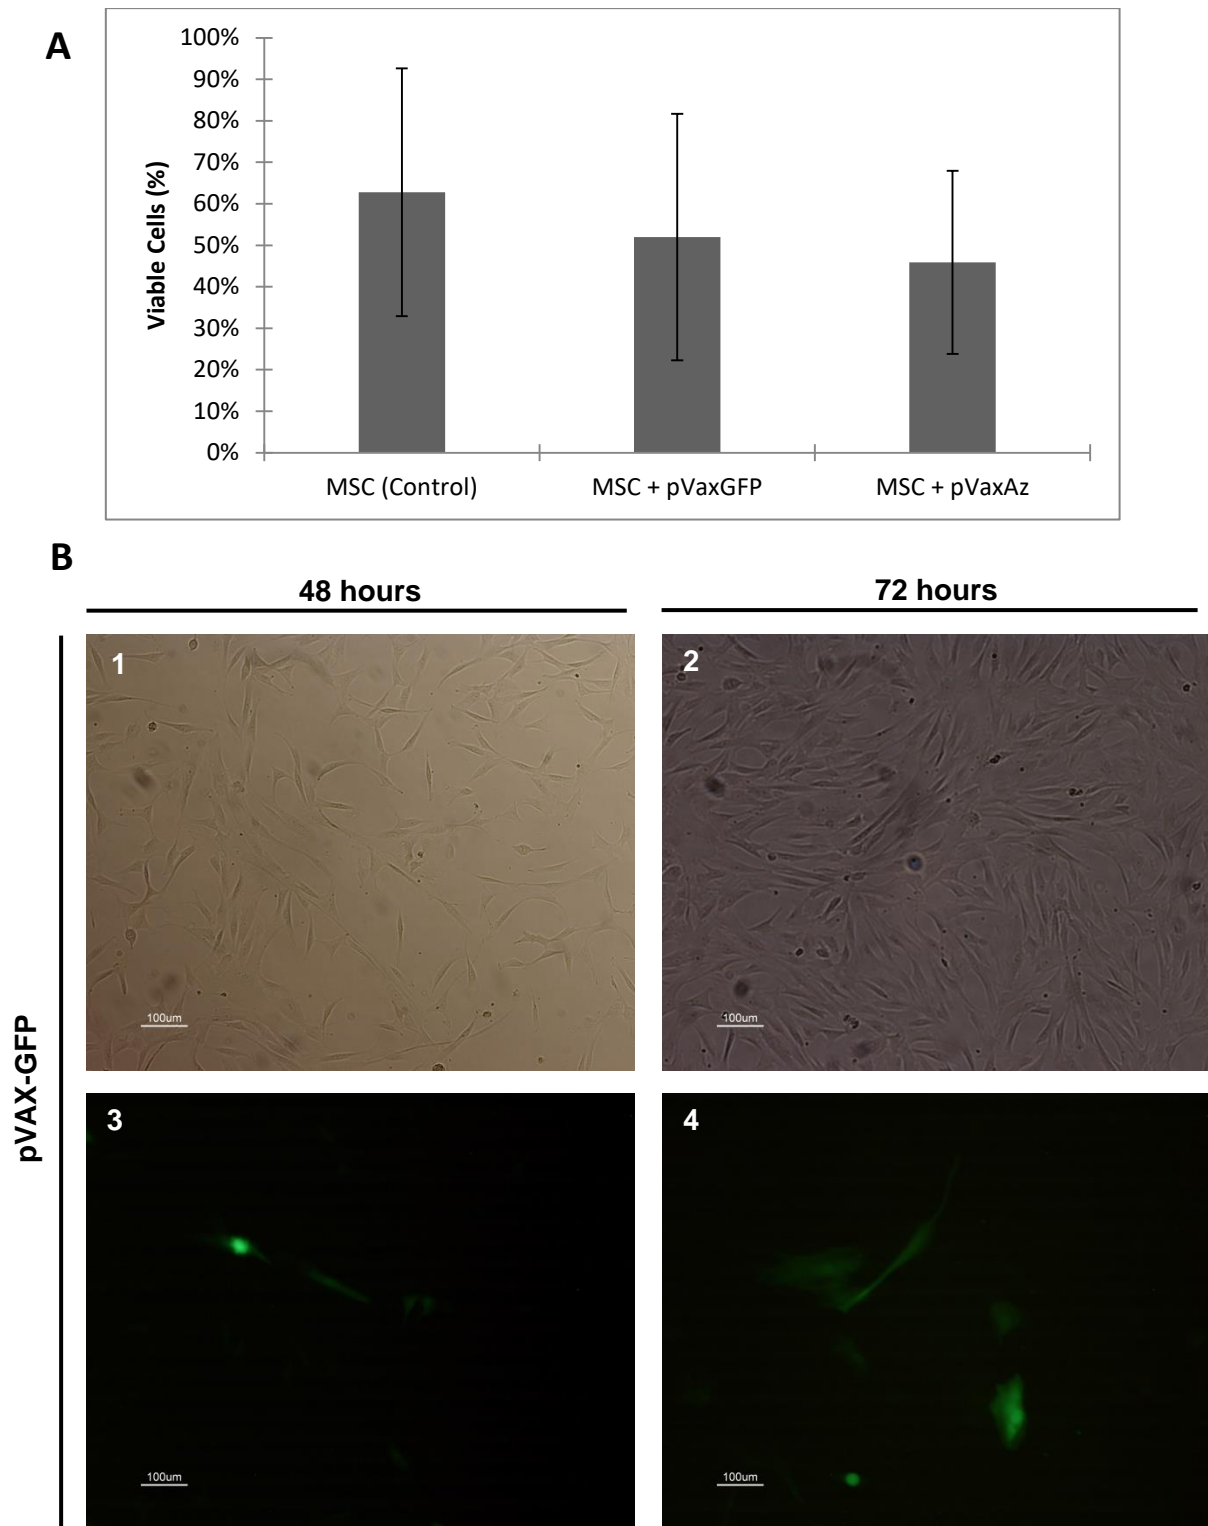 A
100%
90%
80%
70%
60%
50%
40%
30%
20%
10%
0%
Viable Cells (%)
MSC (Control) MSC + pVaxGFP MSC + pVaxAz
B
48 hours 72 hours
pVAX-GFP
1 2
100um 100um
3 4
100um 100um